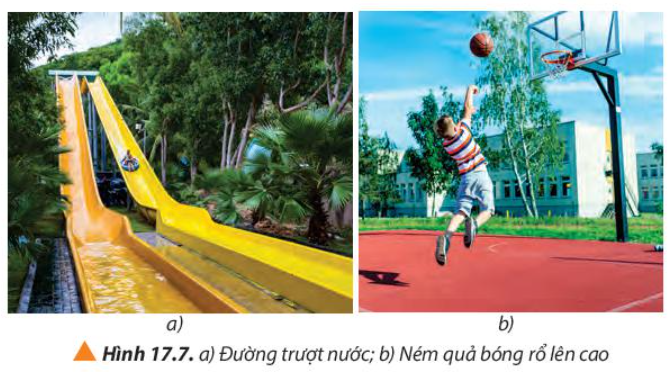 a)
b)
Hình 17.7. a) Đường trượt nước; b) Ném quả bóng rổ lên cao